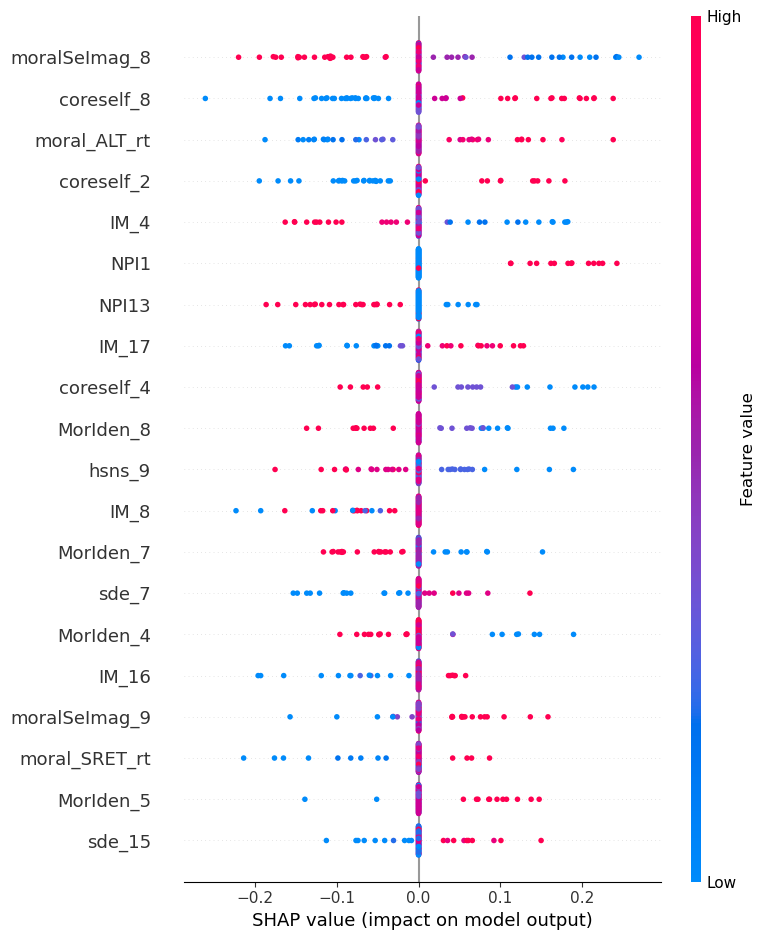 High
moralSeImag_8
coreself_8
moral_ALT_rt
coreself_2
IM_4
NPI1
NPI13
IM_17
coreself_4
MorIden_8
hsns_9
IM_8
MorIden_7
sde_7
MorIden_4
IM_16
moralSeImag_9
moral_SRET_rt
MorIden_5
sde_15
Feature value
Low
−0.2 −0.1 0.0 0.1 0.2
SHAP value (impact on model output)